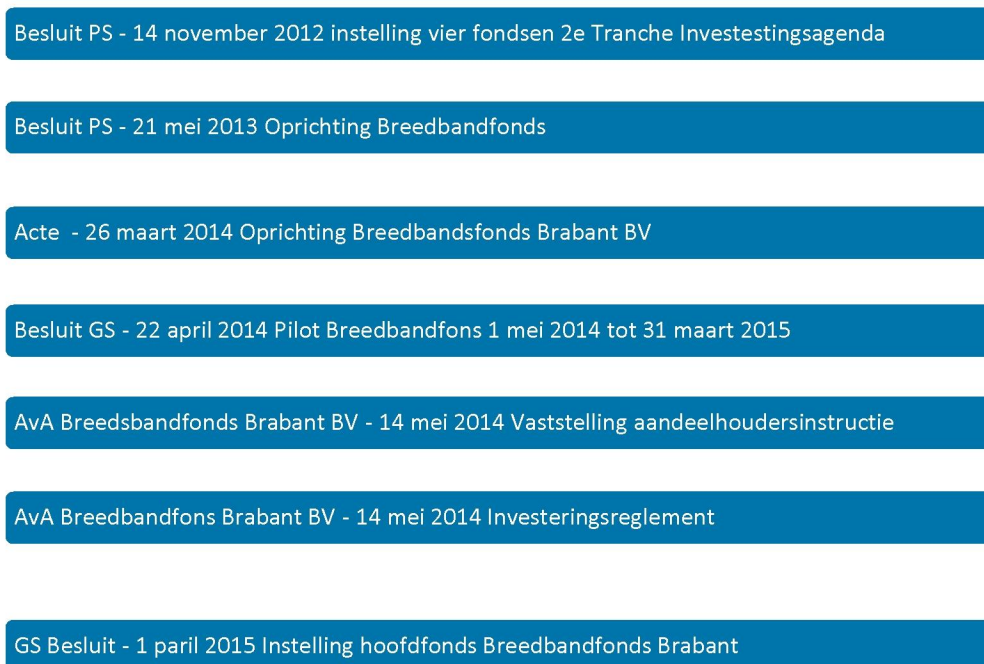 Besluit PS - 14 november 2012 instelling vier fondsen 2e Tranche Investestingsagenda
Besluit PS - 21 mei 2013 Oprichting Breedbandfonds
Acte - 26 maart 2014 Oprichting Breedbandsfonds Brabant BV
Besluit GS - 22 april 2014 Pilot Breedbandfons 1 mei 2014 tot 31 maart 2015
AvA Breedsbandfonds Brabant BV - 14 mei 2014 Vaststelling aandeelhoudersinstructie
AvA Breedbandfons Brabant BV - 14 mei 2014 Investeringsreglement
GS Besluit - 1 paril 2015 Instelling hoofdfonds Breedbandfonds Brabant